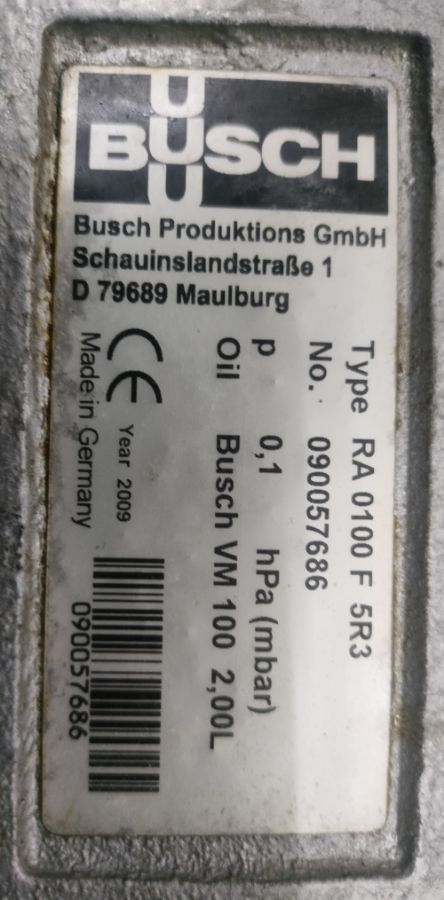 BUSCH
Busch Produktions GmbH
Schauinslandstraße 1
D 79689 Maulburg
Type RA 0100 F 5R3
No. 090057686
p 0,1 hPa (mbar)
Oil Busch VM 100 2,00L
CE Year 2009
Made in Germany
090057686